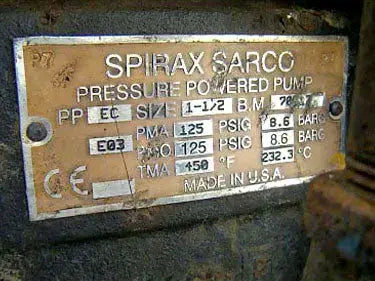 SPIRAX SARCO
PRESSURE POWERED PUMP
PP EC SIZE 1-1/2 B.M
PMA 125 PSIG 8.6 BARG
E03 PMO 125 PSIG 8.6 BARG
TMA 450 °F 232.3 °C
CE MADE IN U.S.A.